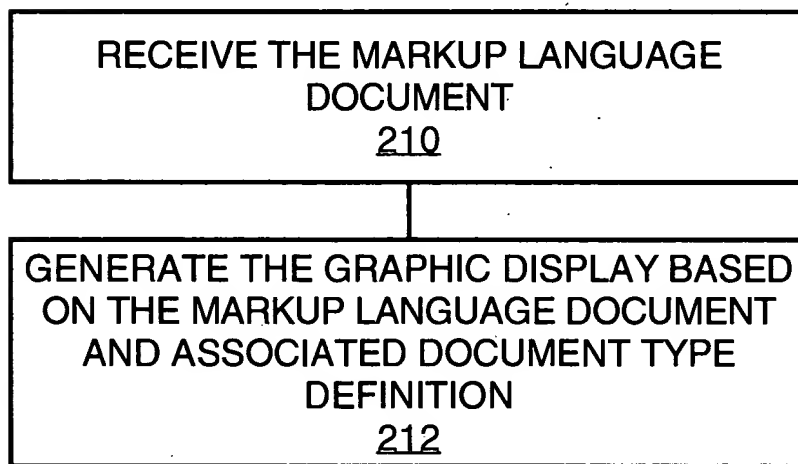 RECEIVE THE MARKUP LANGUAGE
DOCUMENT
210
GENERATE THE GRAPHIC DISPLAY BASED
ON THE MARKUP LANGUAGE DOCUMENT
AND ASSOCIATED DOCUMENT TYPE
DEFINITION
212